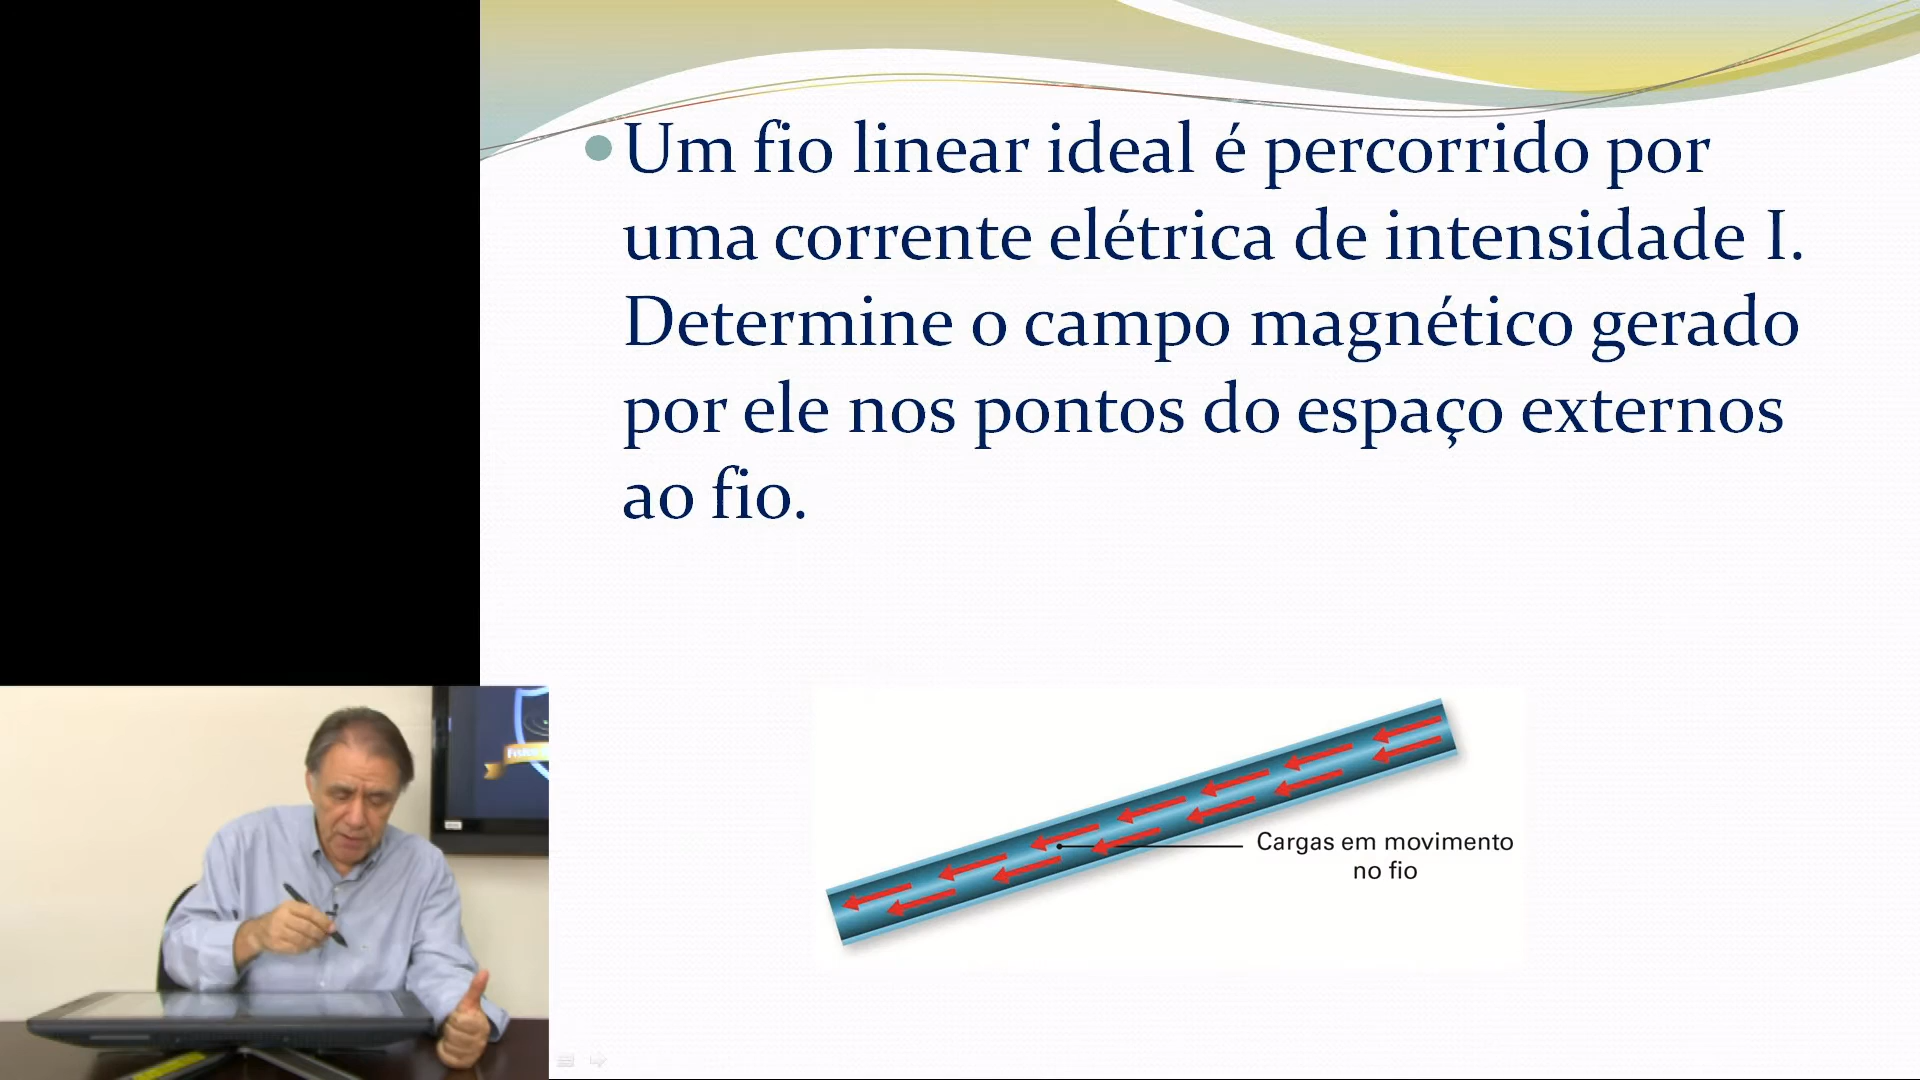 Um fio linear ideal é percorrido por
uma corrente elétrica de intensidade I.
Determine o campo magnético gerado
por ele nos pontos do espaço externos
ao fio.
Cargas em movimento
no fio